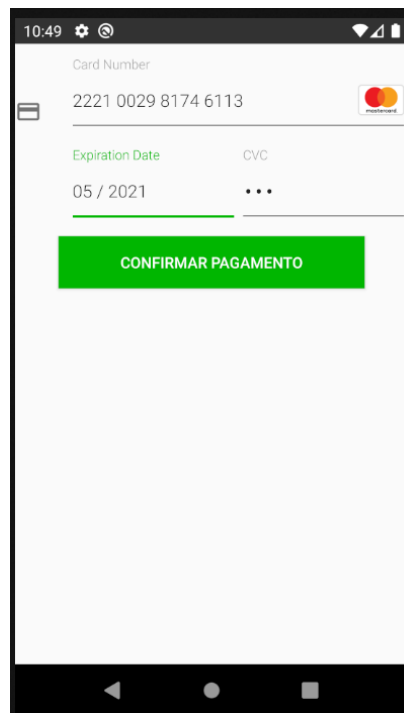 10:49
Card Number
2221 0029 8174 6113
mastercard
Expiration Date CVC
05 / 2021 •••
CONFIRMAR PAGAMENTO